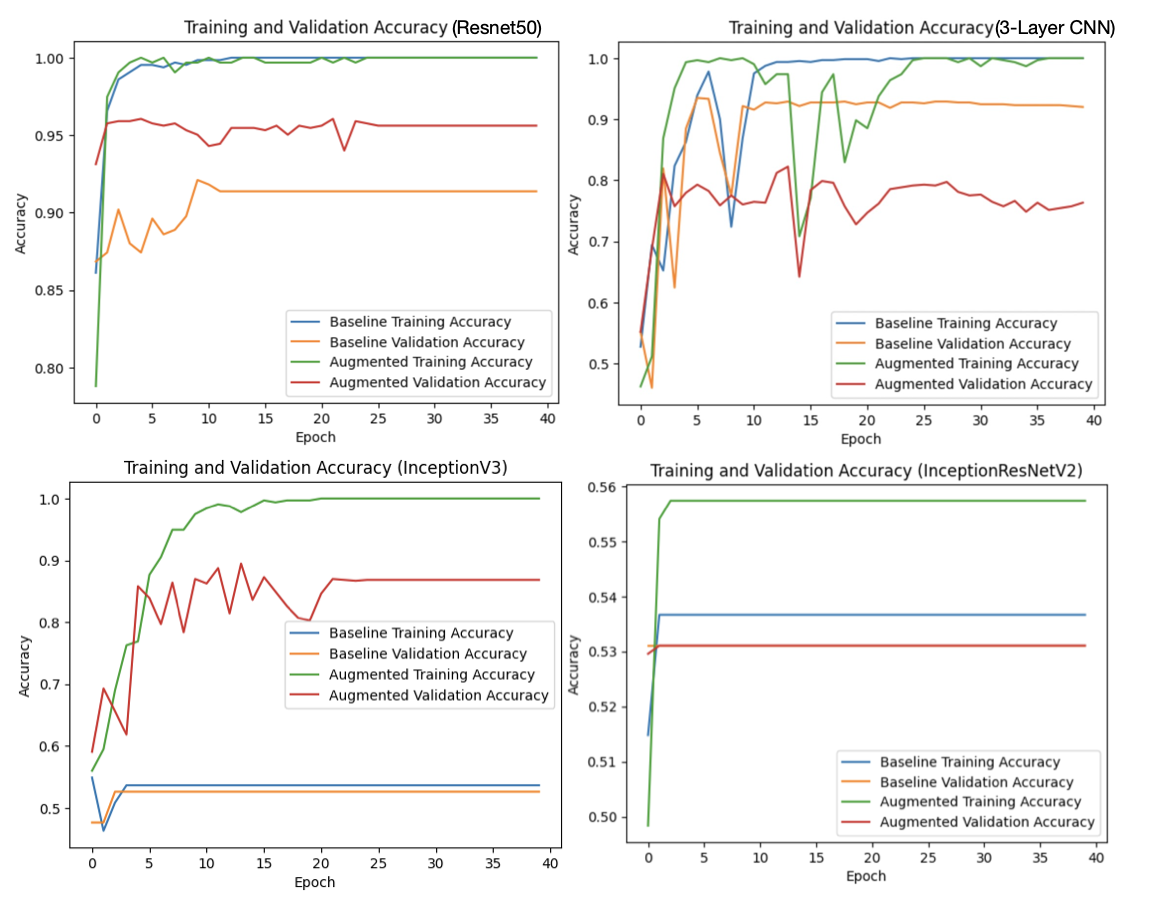 Training and Validation Accuracy (Resnet50)
1.00
0.95
0.90
0.85
0.80
Accuracy
Baseline Training Accuracy
Baseline Validation Accuracy
Augmented Training Accuracy
Augmented Validation Accuracy
0 5 10 15 20 25 30 35 40
Epoch
Training and Validation Accuracy(3-Layer CNN)
1.0
0.9
0.8
0.7
0.6
0.5
Accuracy
Baseline Training Accuracy
Baseline Validation Accuracy
Augmented Training Accuracy
Augmented Validation Accuracy
0 5 10 15 20 25 30 35 40
Epoch
Training and Validation Accuracy (InceptionV3)
1.0
0.9
0.8
0.7
0.6
0.5
Accuracy
Baseline Training Accuracy
Baseline Validation Accuracy
Augmented Training Accuracy
Augmented Validation Accuracy
0 5 10 15 20 25 30 35 40
Epoch
Training and Validation Accuracy (InceptionResNetV2)
0.56
0.55
0.54
0.53
0.52
0.51
0.50
Accuracy
Baseline Training Accuracy
Baseline Validation Accuracy
Augmented Training Accuracy
Augmented Validation Accuracy
0 5 10 15 20 25 30 35 40
Epoch